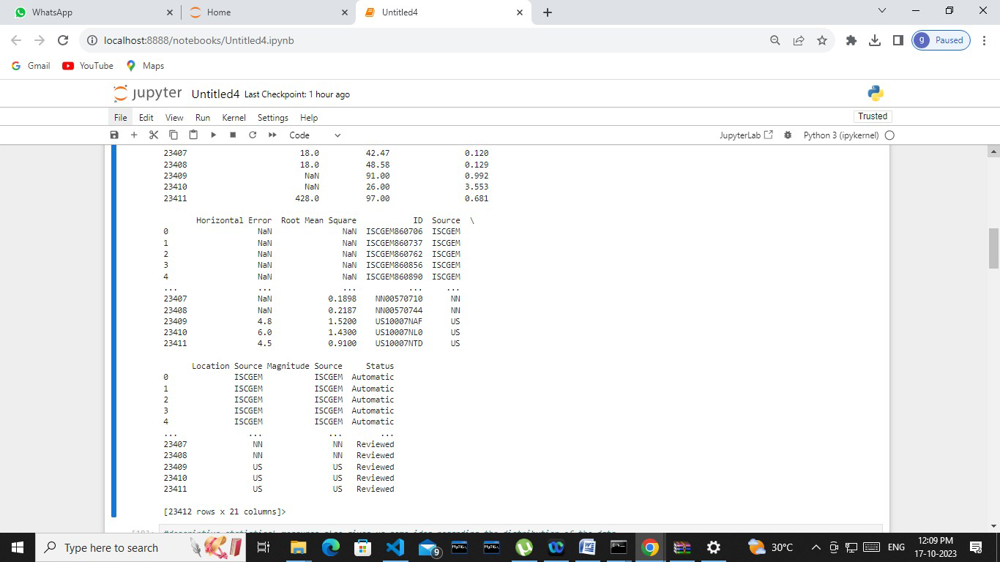 WhatsApp
Home
Untitled4
localhost:8888/notebooks/Untitled4.ipynb
g Paused
Gmail YouTube Maps
jupyter Untitled4 Last Checkpoint: 1 hour ago
File Edit View Run Kernel Settings Help
Trusted
Code
JupyterLab
Python 3 (ipykernel)
23407 18.0 42.47 0.120
23408 18.0 48.58 0.129
23409 NaN 91.00 0.992
23410 NaN 26.00 3.553
23411 428.0 97.00 0.681
Horizontal Error Root Mean Square ID Source \
0 NaN NaN ISCGEM860706 ISCGEM
1 NaN NaN ISCGEM860737 ISCGEM
2 NaN NaN ISCGEM860762 ISCGEM
3 NaN NaN ISCGEM860856 ISCGEM
4 NaN NaN ISCGEM860890 ISCGEM
... ... ... ... ...
23407 NaN 0.1898 NN00570710 NN
23408 NaN 0.2187 NN00570744 NN
23409 4.8 1.5200 US10007NAF US
23410 6.0 1.4300 US10007NL0 US
23411 4.5 0.9100 US10007NTD US
Location Source Magnitude Source Status
0 ISCGEM ISCGEM Automatic
1 ISCGEM ISCGEM Automatic
2 ISCGEM ISCGEM Automatic
3 ISCGEM ISCGEM Automatic
4 ISCGEM ISCGEM Automatic
... ... ... ...
23407 NN NN Reviewed
23408 NN NN Reviewed
23409 US US Reviewed
23410 US US Reviewed
23411 US US Reviewed
[23412 rows x 21 columns]>
Type here to search
9
30°C
ENG
12:09 PM
17-10-2023